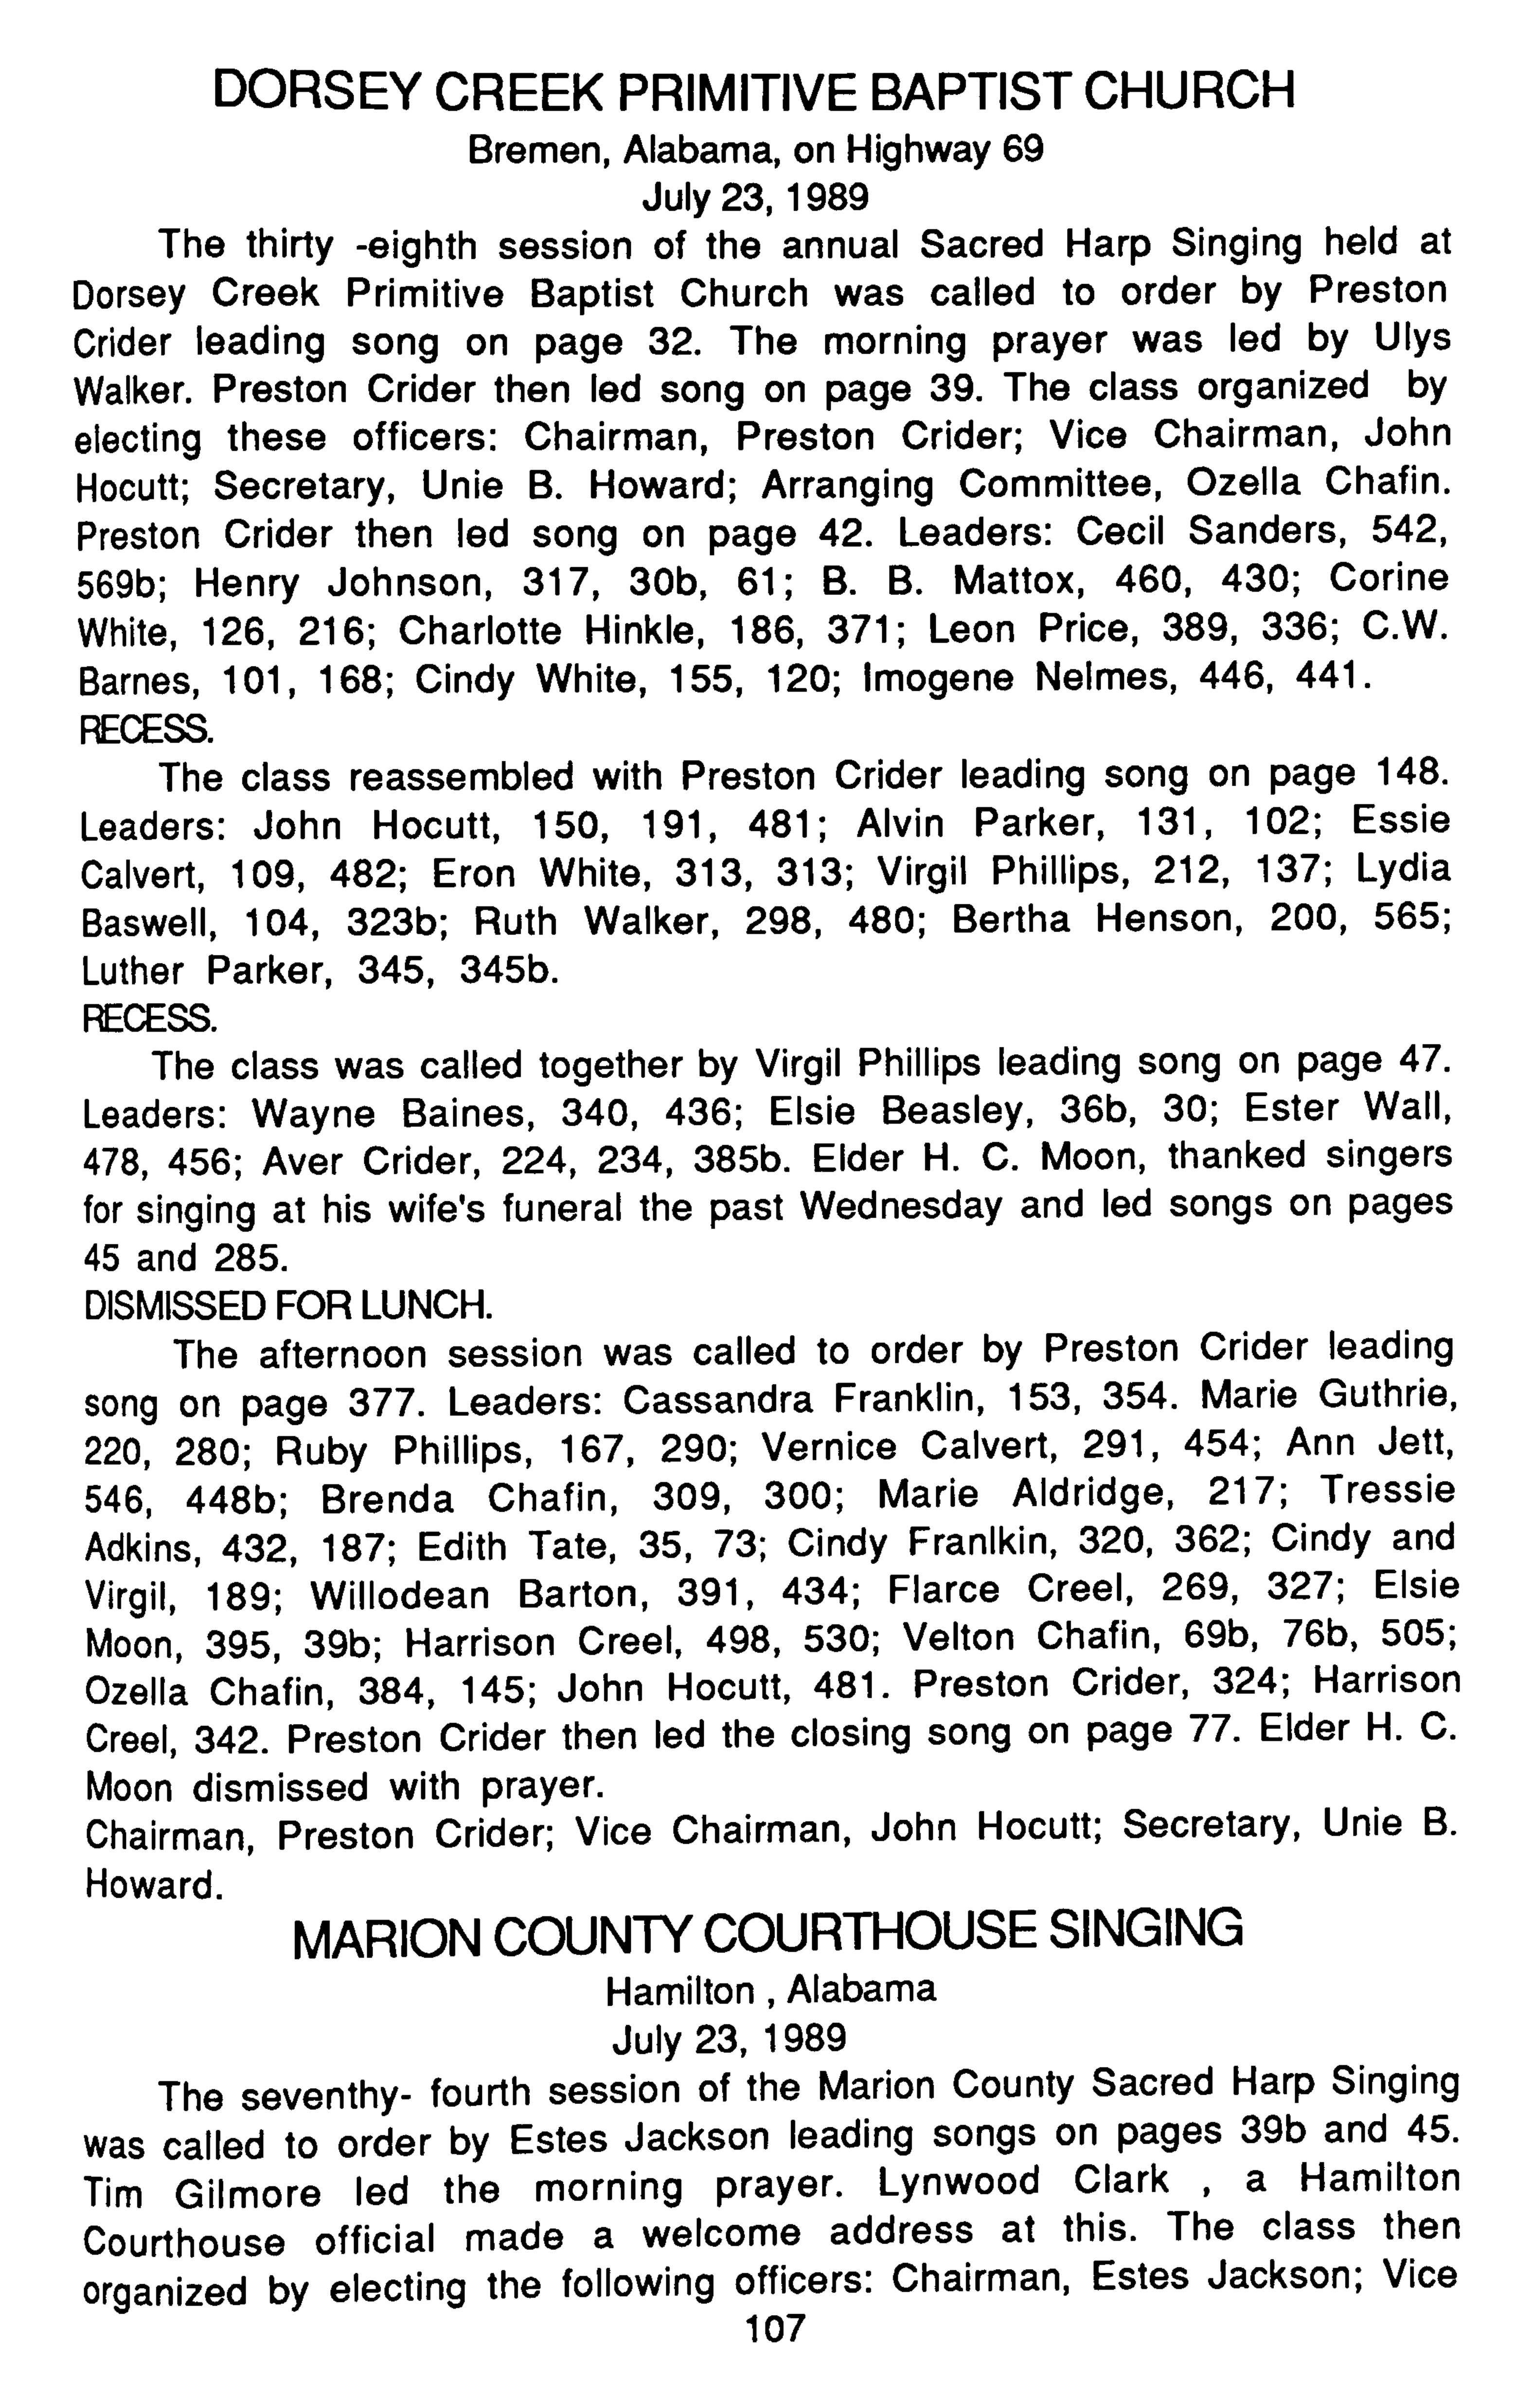 DORSEY CREEK PRIMITIVE BAPTIST CHURCH
Bremen, Alabama, on Highway 69
July 23, 1989
The thirty -eighth session of the annual Sacred Harp Singing held at
Dorsey Creek Primitive Baptist Church was called to order by Preston
Crider leading song on page 32. The morning prayer was led by Ulys
Walker. Preston Crider then led song on page 39. The class organized by
electing these officers: Chairman, Preston Crider; Vice Chairman, John
Hocutt; Secretary, Unie B. Howard; Arranging Committee, Ozella Chafin.
Preston Crider then led song on page 42. Leaders: Cecil Sanders, 542,
569b; Henry Johnson, 317, 30b, 61; B. B. Mattox, 460, 430; Corine
White, 126, 216; Charlotte Hinkle, 186, 371; Leon Price, 389, 336; C.W.
Barnes, 101, 168; Cindy White, 155, 120; Imogene Nelmes, 446, 441.
RECESS.
The class reassembled with Preston Crider leading song on page 148.
Leaders: John Hocutt, 150, 191, 481; Alvin Parker, 131, 102; Essie
Calvert, 109, 482; Eron White, 313, 313; Virgil Phillips, 212, 137; Lydia
Baswell, 104, 323b; Ruth Walker, 298, 480; Bertha Henson, 200, 565;
Luther Parker, 345, 345b.
RECESS.
The class was called together by Virgil Phillips leading song on page 47.
Leaders: Wayne Baines, 340, 436; Elsie Beasley, 36b, 30; Ester Wall,
478, 456; Aver Crider, 224, 234, 385b. Elder H. C. Moon, thanked singers
for singing at his wife's funeral the past Wednesday and led songs on pages
45 and 285.
DISMISSED FOR LUNCH.
The afternoon session was called to order by Preston Crider leading
song on page 377. Leaders: Cassandra Franklin, 153, 354. Marie Guthrie,
220, 280; Ruby Phillips, 167, 290; Vernice Calvert, 291, 454; Ann Jett,
546, 448b; Brenda Chafin, 309, 300; Marie Aldridge, 217; Tressie
Adkins, 432, 187; Edith Tate, 35, 73; Cindy Franlkin, 320, 362; Cindy and
Virgil, 189; Willodean Barton, 391, 434; Flarce Creel, 269, 327; Elsie
Moon, 395, 39b; Harrison Creel, 498, 530; Velton Chafin, 69b, 76b, 505;
Ozella Chafin, 384, 145; John Hocutt, 481. Preston Crider, 324; Harrison
Creel, 342. Preston Crider then led the closing song on page 77. Elder H. C.
Moon dismissed with prayer.
Chairman, Preston Crider; Vice Chairman, John Hocutt; Secretary, Unie B.
Howard.
MARION COUNTY COURTHOUSE SINGING
Hamilton , Alabama
July 23, 1989
The seventhy- fourth session of the Marion County Sacred Harp Singing
was called to order by Estes Jackson leading songs on pages 39b and 45.
Tim Gilmore led the morning prayer. Lynwood Clark , a Hamilton
Courthouse official made a welcome address at this. The class then
organized by electing the following officers: Chairman, Estes Jackson; Vice
107